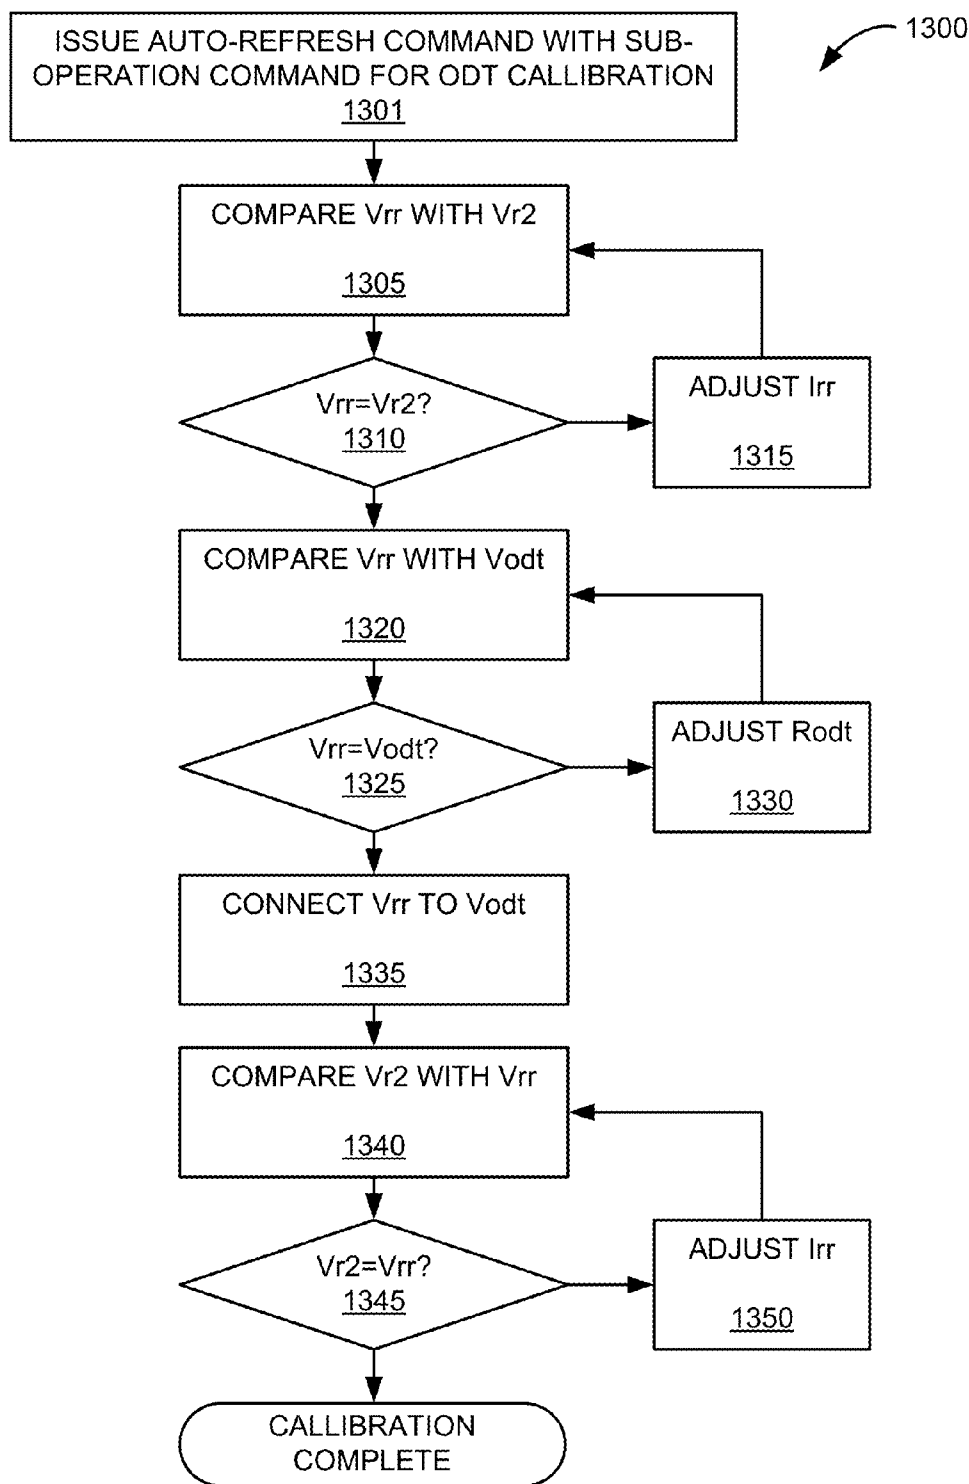 1300
ISSUE AUTO-REFRESH COMMAND WITH SUB-
OPERATION COMMAND FOR ODT CALLIBRATION
1301
COMPARE Vrr WITH Vr2
1305
Vrr=Vr2?
1310
ADJUST Irr
1315
COMPARE Vrr WITH Vodt
1320
Vrr=Vodt?
1325
ADJUST Rodt
1330
CONNECT Vrr TO Vodt
1335
COMPARE Vr2 WITH Vrr
1340
Vr2=Vrr?
1345
ADJUST Irr
1350
CALLIBRATION
COMPLETE